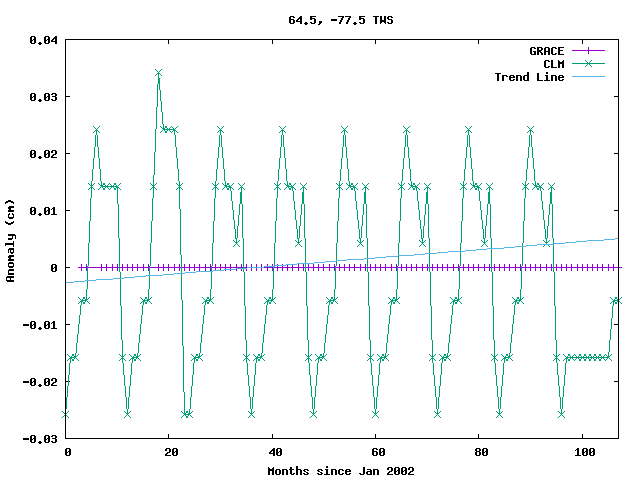 64.5, -77.5 TWS
GRACE
CLM
Trend Line
0.04
0.03
0.02
0.01
0
-0.01
-0.02
-0.03
Anomaly (cm)
0 20 40 60 80 100
Months since Jan 2002